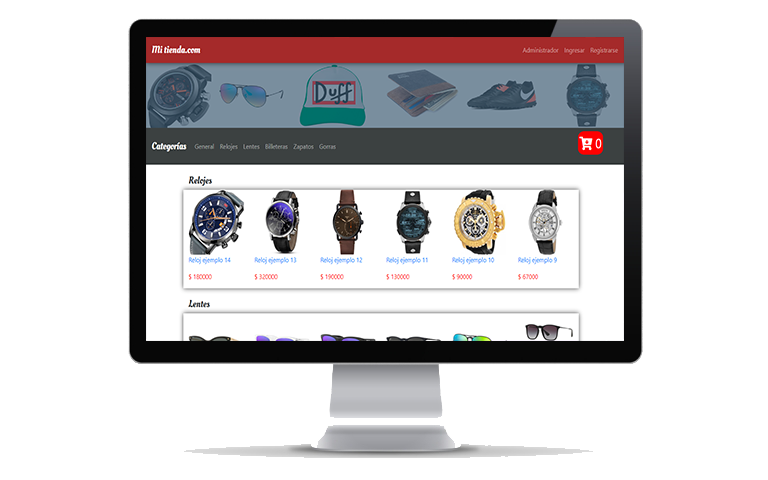 Mi tienda.com
Administrador Ingresar Registrarse
Duff
Categorías General Relojes Lentes Billeteras Zapatos Gorras 0
Relojes
Reloj ejemplo 14 Reloj ejemplo 13 Reloj ejemplo 12 Reloj ejemplo 11 Reloj ejemplo 10 Reloj ejemplo 9
$ 180000 $ 320000 $ 190000 $ 130000 $ 90000 $ 67000
Lentes